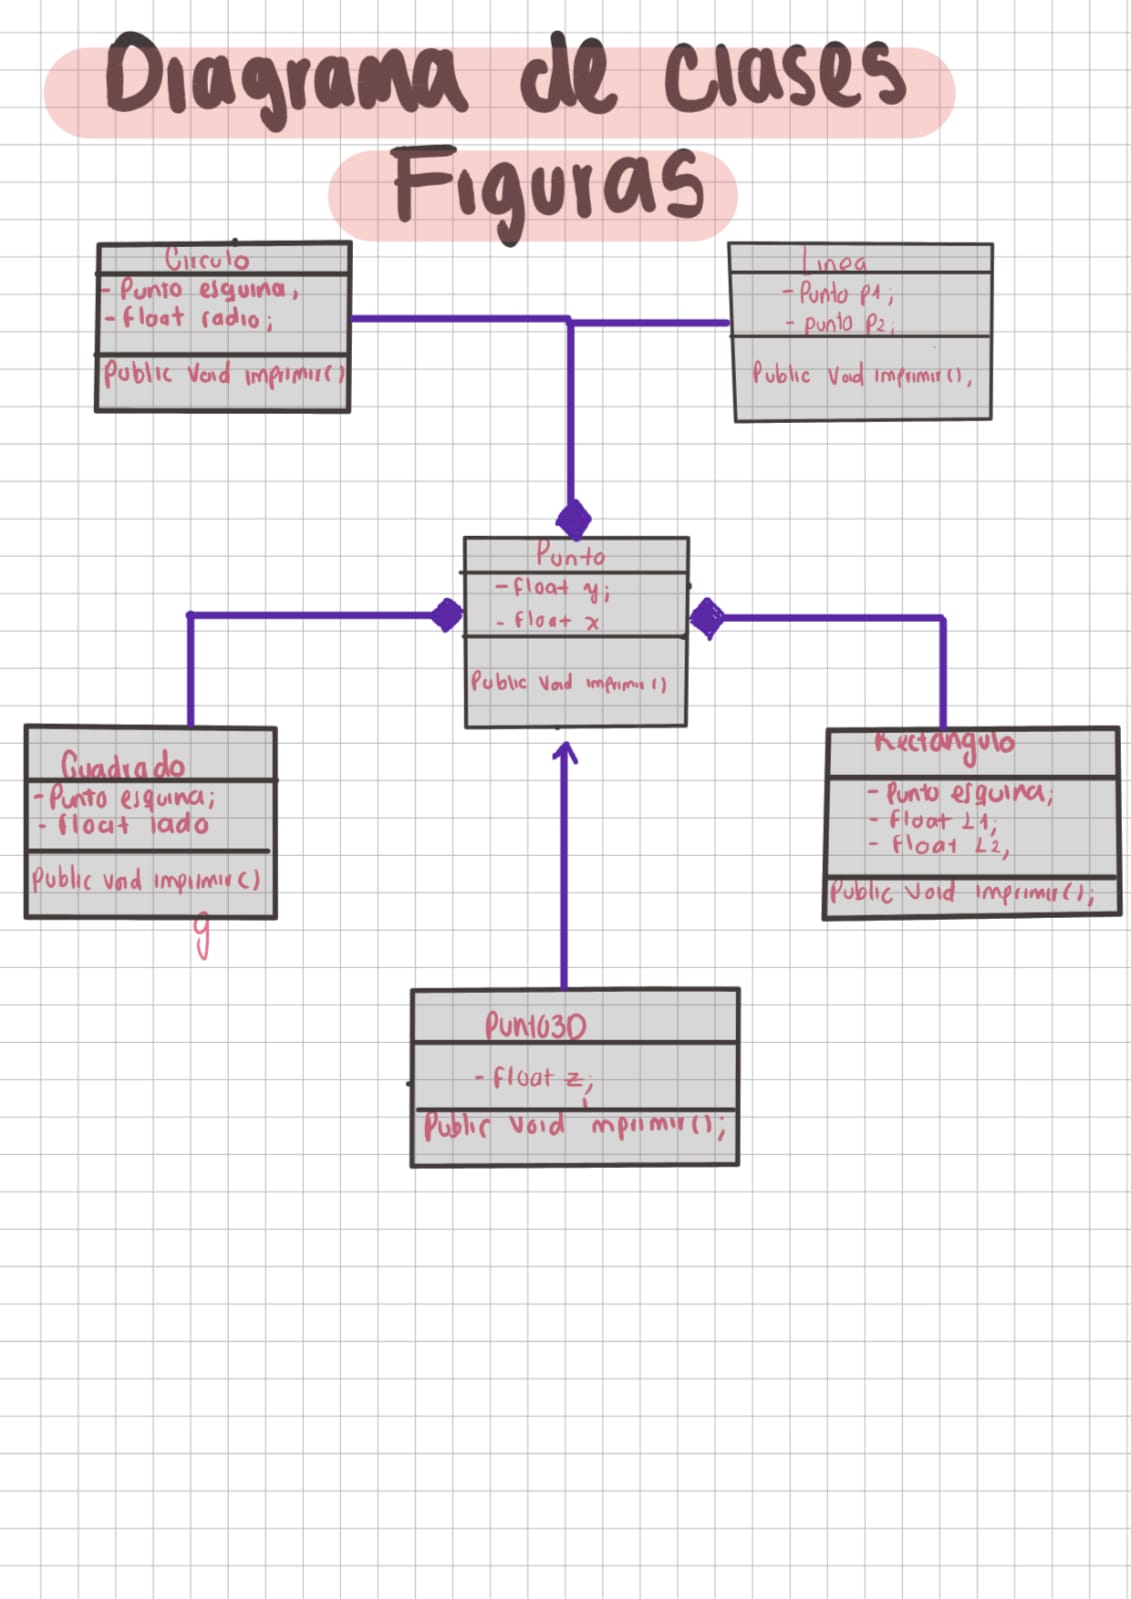 Diagrama de clases
Figuras
Circulo
- Punto esquina;
- float radio;
Public Void imprimir()
Linea
- Punto P1;
- punto P2;
Public Void imprimir();
Punto
- float y;
- float x
Public Void imprimir()
Cuadrado
- Punto esquina;
- float lado
Public void imprimir()
g
Rectangulo
- Punto esquina;
- float L1;
- float L2;
Public Void imprimir();
Punto3D
- float z;
Public Void imprimir();